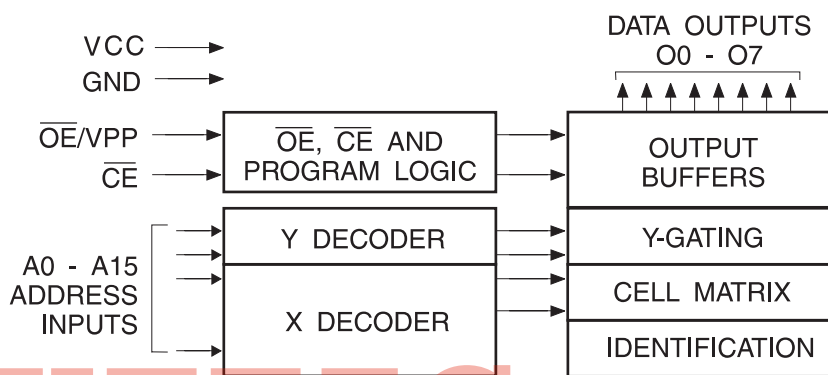 DATA OUTPUTS
O0 - O7
VCC
GND
OE/VPP
CE
OE, CE AND
PROGRAM LOGIC
OUTPUT
BUFFERS
A0 - A15
ADDRESS
INPUTS
Y DECODER
Y-GATING
X DECODER
CELL MATRIX
IDENTIFICATION